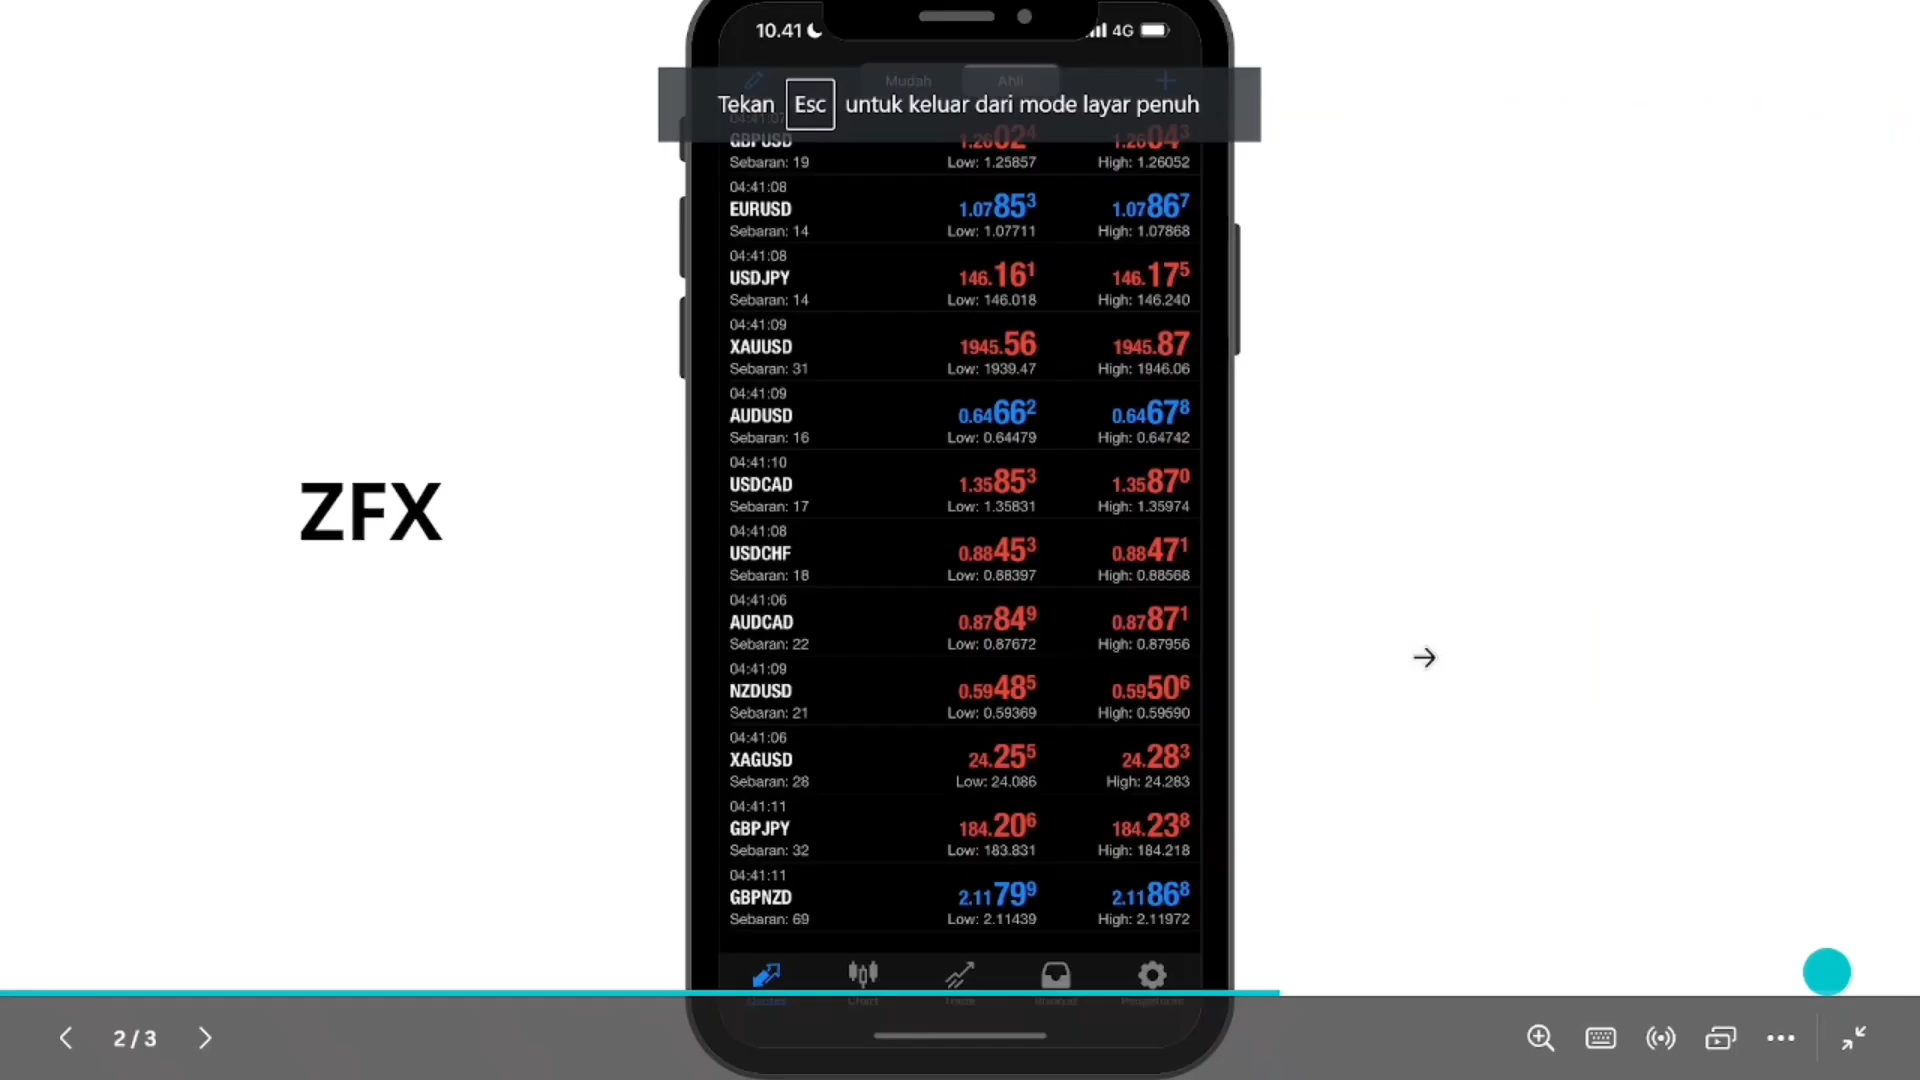 10.41
4G
Mudah Ahli
Tekan Esc untuk keluar dari mode layar penuh
04:41:07
GBPUSD 1.26024 1.26043
Sebaran: 19 Low: 1.25857 High: 1.26052
04:41:08
EURUSD 1.07853 1.07867
Sebaran: 14 Low: 1.07711 High: 1.07868
04:41:08
USDJPY 146.161 146.175
Sebaran: 14 Low: 146.018 High: 146.240
04:41:09
XAUUSD 1945.56 1945.87
Sebaran: 31 Low: 1939.47 High: 1946.06
04:41:09
AUDUSD 0.64662 0.64678
Sebaran: 16 Low: 0.64479 High: 0.64742
04:41:10
USDCAD 1.35853 1.35870
Sebaran: 17 Low: 1.35831 High: 1.35974
ZFX
04:41:08
USDCHF 0.88453 0.88471
Sebaran: 18 Low: 0.88397 High: 0.88568
04:41:06
AUDCAD 0.87849 0.87871
Sebaran: 22 Low: 0.87672 High: 0.87956
04:41:09
NZDUSD 0.59485 0.59506
Sebaran: 21 Low: 0.59369 High: 0.59590
04:41:06
XAGUSD 24.255 24.283
Sebaran: 28 Low: 24.086 High: 24.283
04:41:11
GBPJPY 184.206 184.238
Sebaran: 32 Low: 183.831 High: 184.218
04:41:11
GBPNZD 2.11799 2.11868
Sebaran: 69 Low: 2.11439 High: 2.11972
2 / 3